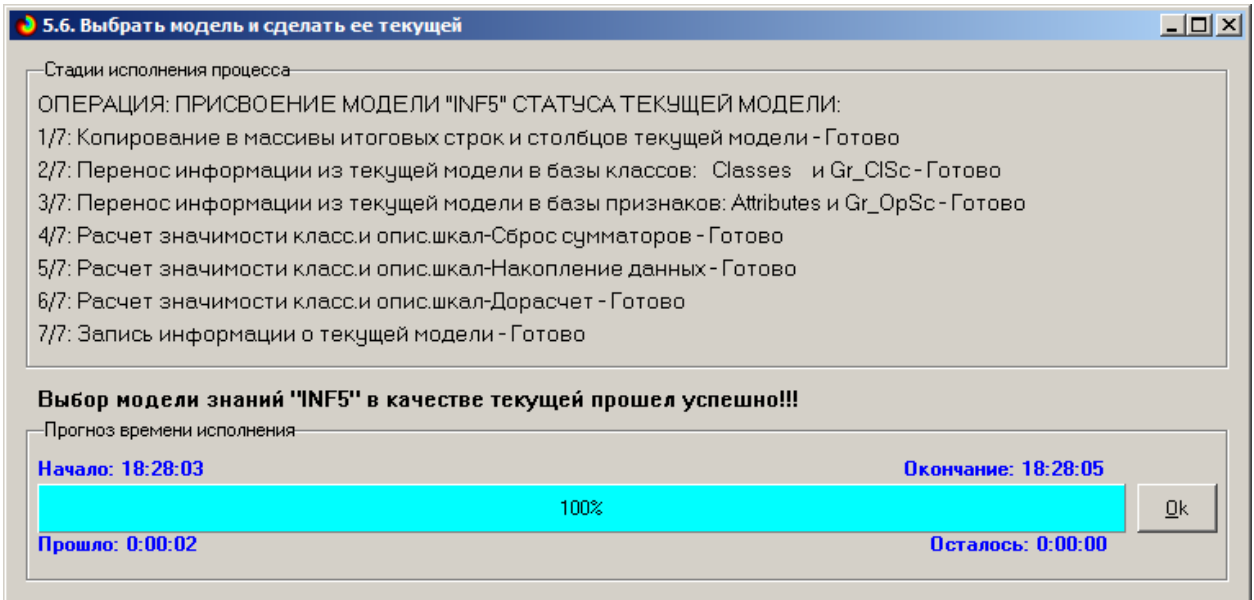 5.6. Выбрать модель и сделать ее текущей
Стадии исполнения процесса
ОПЕРАЦИЯ: ПРИСВОЕНИЕ МОДЕЛИ "INF5" СТАТУСА ТЕКУЩЕЙ МОДЕЛИ:
1/7: Копирование в массивы итоговых строк и столбцов текущей модели - Готово
2/7: Перенос информации из текущей модели в базы классов: Classes и Gr_ClSc - Готово
3/7: Перенос информации из текущей модели в базы признаков: Attributes и Gr_OpSc - Готово
4/7: Расчет значимости класс.и опис.шкал-Сброс сумматоров - Готово
5/7: Расчет значимости класс.и опис.шкал-Накопление данных - Готово
6/7: Расчет значимости класс.и опис.шкал-Дорасчет - Готово
7/7: Запись информации о текущей модели - Готово
Выбор модели знаний "INF5" в качестве текущей прошел успешно!!!
Прогноз времени исполнения
Начало: 18:28:03 Окончание: 18:28:05
100% Ok
Прошло: 0:00:02 Осталось: 0:00:00